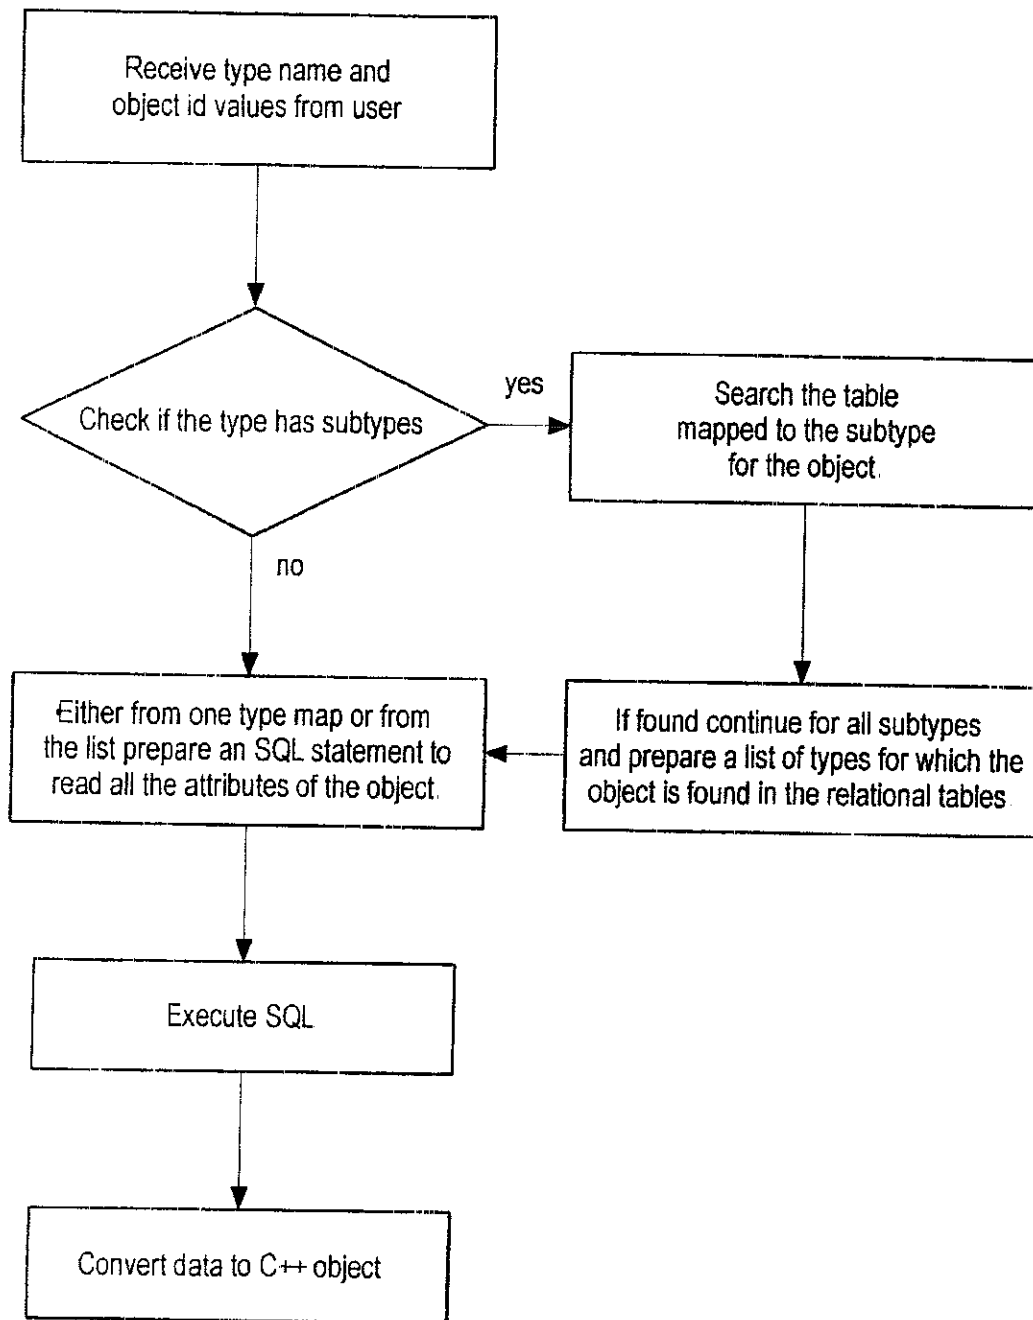 Receive type name and
object id values from user
Check if the type has subtypes
yes
Search the table
mapped to the subtype
for the object.
no
Either from one type map or from
the list prepare an SQL statement to
read all the attributes of the object.
If found continue for all subtypes
and prepare a list of types for which the
object is found in the relational tables
Execute SQL
Convert data to C++ object